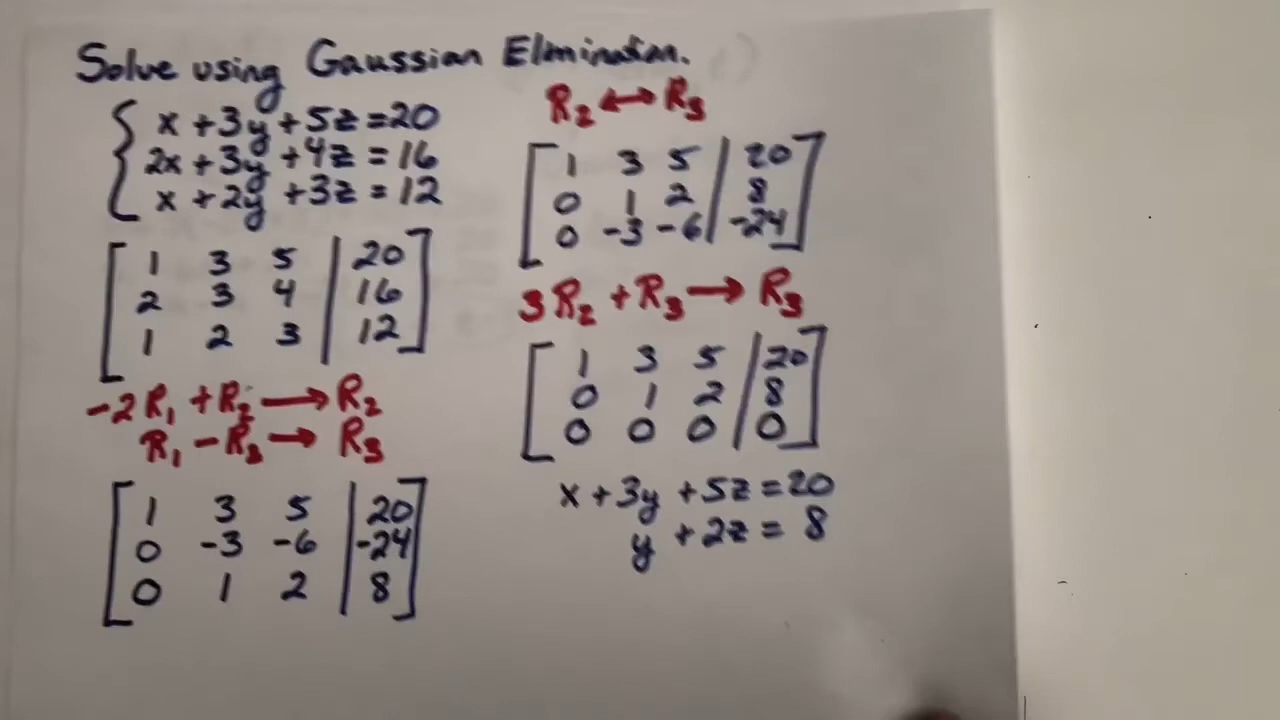 Solve using Gaussian Elimination.
x + 3y + 5z = 20
2x + 3y + 4z = 16
x + 2y + 3z = 12
1 3 5 | 20
2 3 4 | 16
1 2 3 | 12
-2R₁ + R₂ → R₂
R₁ - R₃ → R₃
1 3 5 | 20
0 -3 -6 | -24
0 1 2 | 8
R₂ ↔ R₃
1 3 5 | 20
0 1 2 | 8
0 -3 -6 | -24
3R₂ + R₃ → R₃
1 3 5 | 20
0 1 2 | 8
0 0 0 | 0
x + 3y + 5z = 20
y + 2z = 8